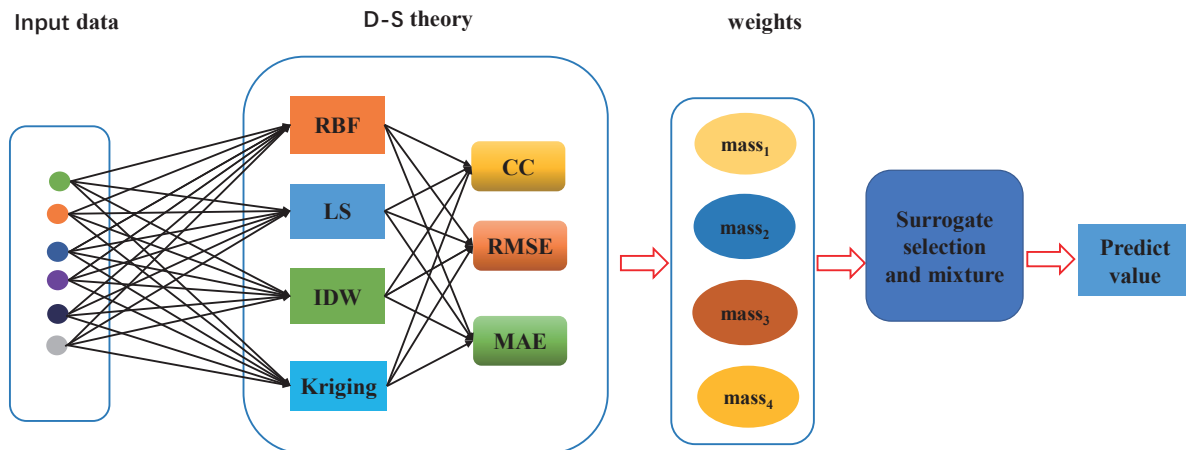 Input data
D-S theory
weights
RBF
LS
IDW
Kriging
CC
RMSE
MAE
mass₁
mass₂
mass₃
mass₄
Surrogate
selection
and mixture
Predict
value